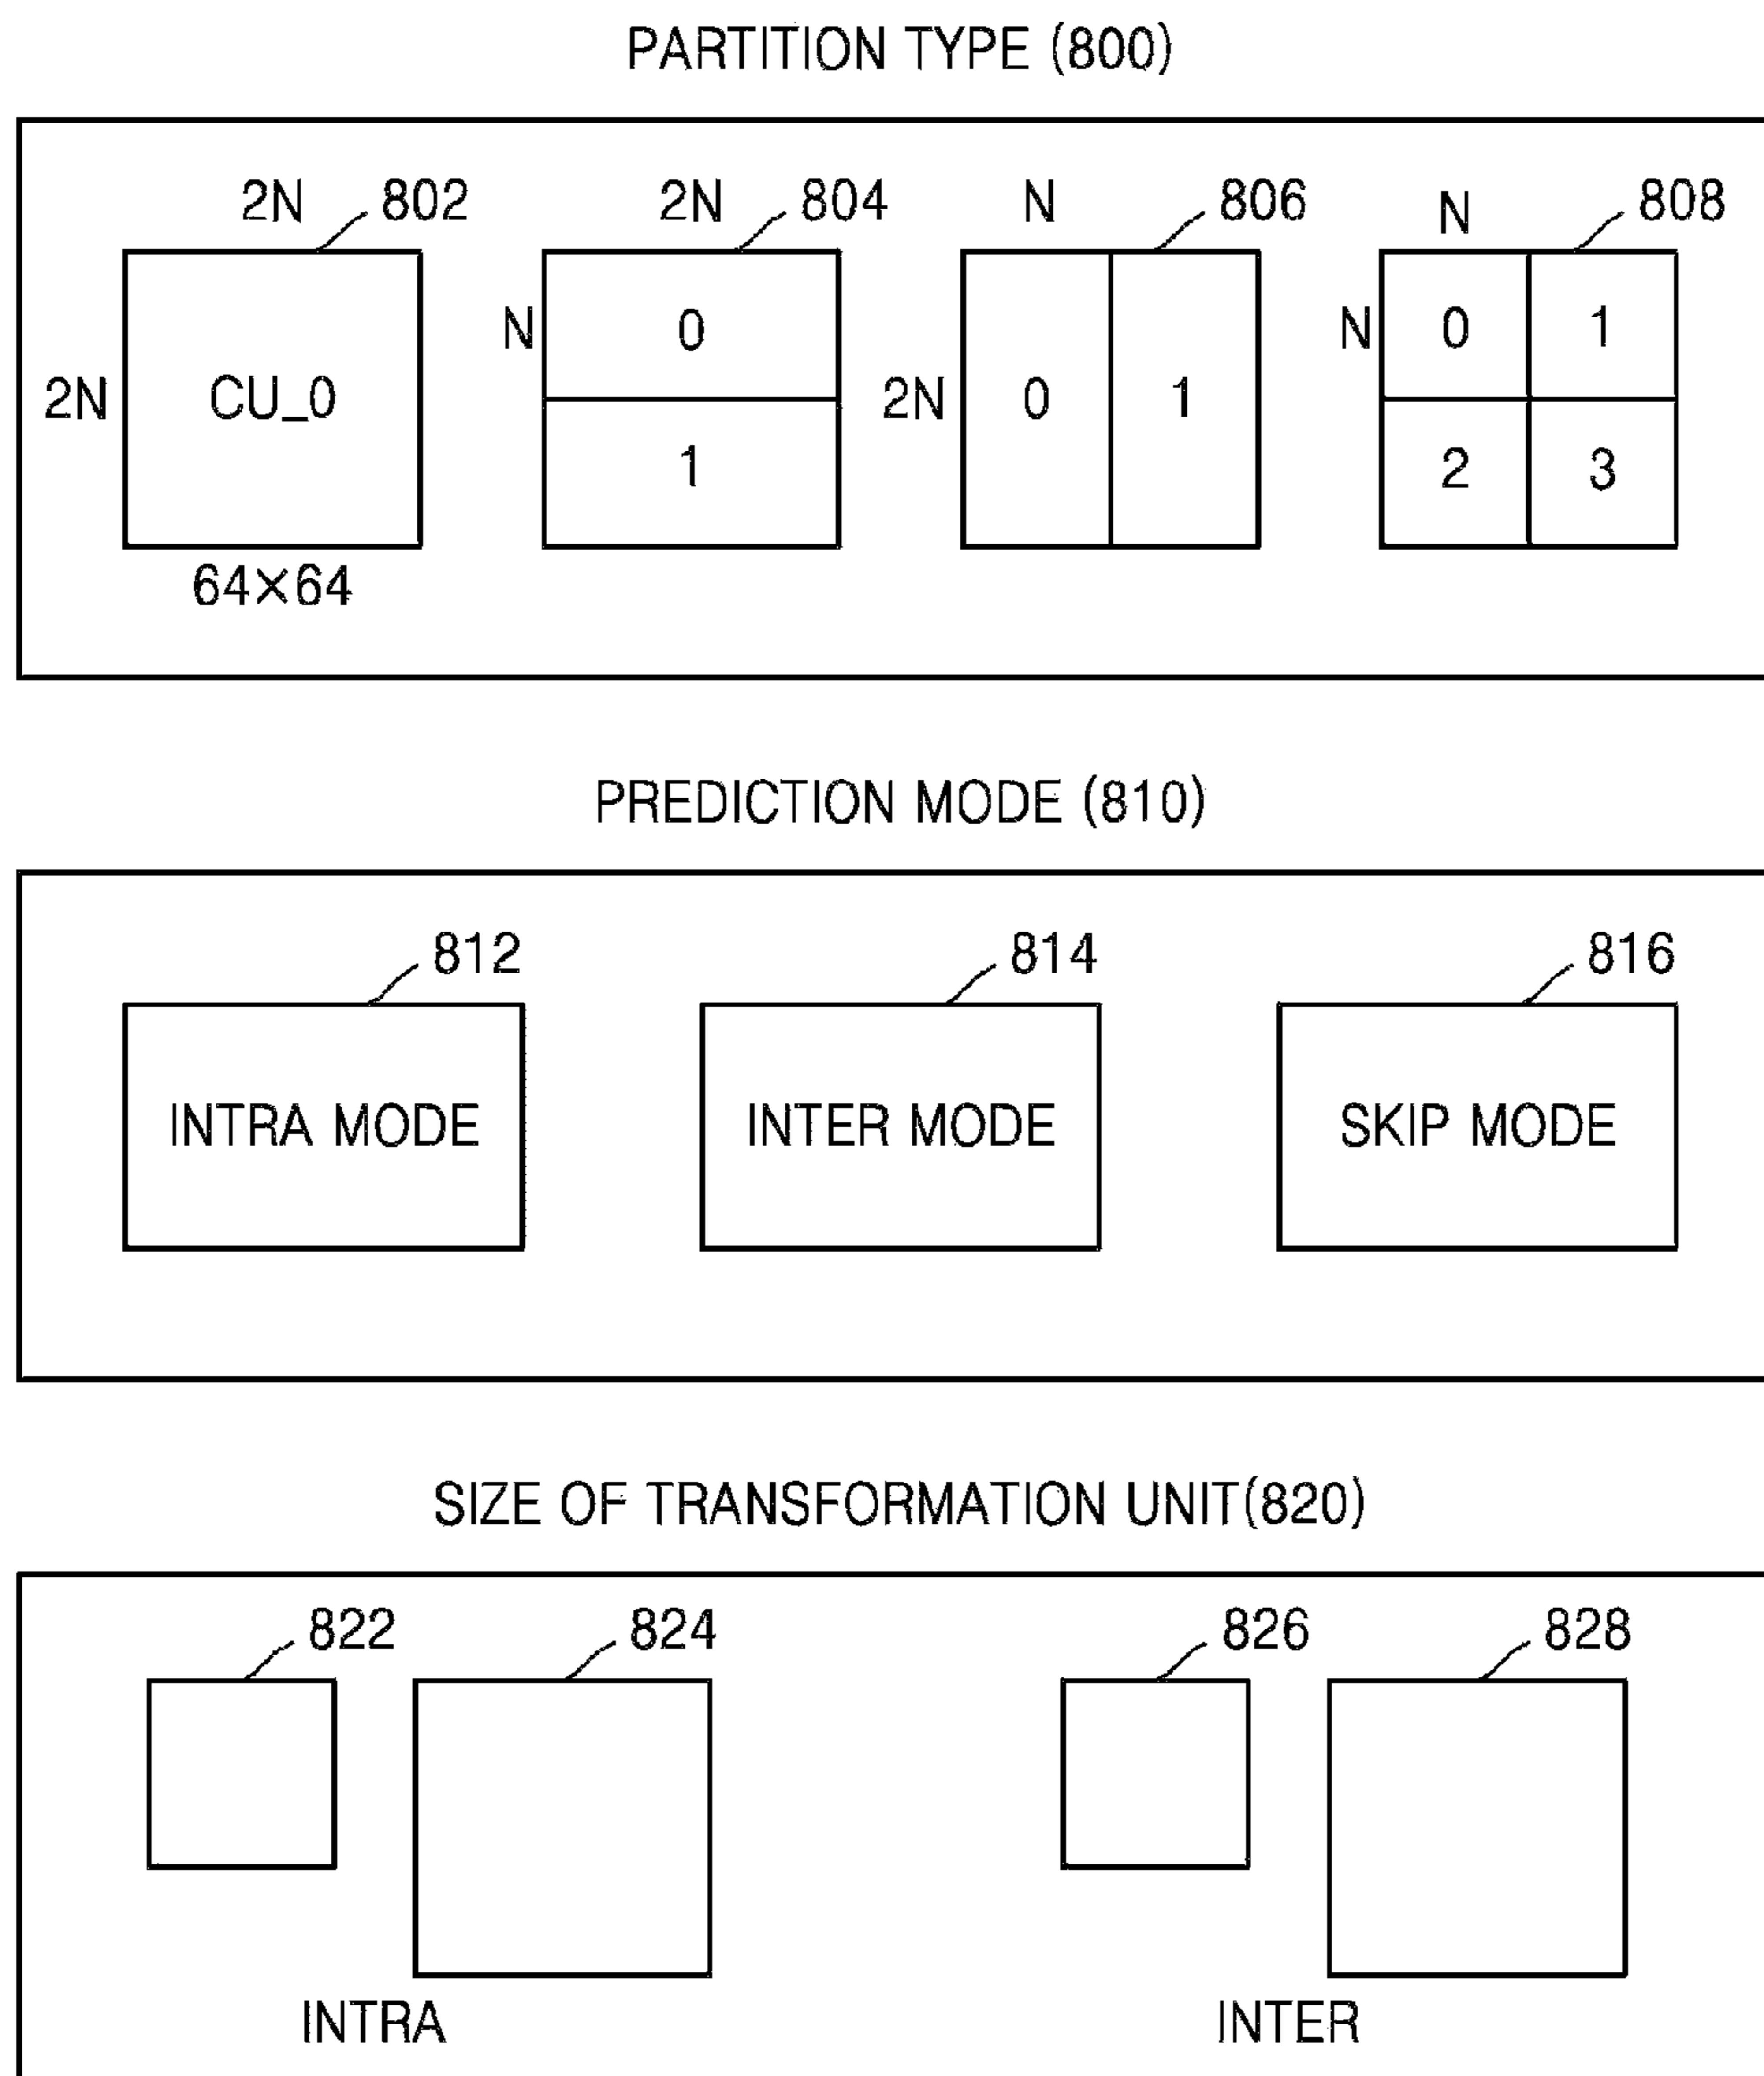 PARTITION TYPE (800)
2N 802 2N 804 N 806 N 808
N 0 N 0 1
2N CU_0 2N 0 1
1 2 3
64×64
PREDICTION MODE (810)
812 814 816
INTRA MODE INTER MODE SKIP MODE
SIZE OF TRANSFORMATION UNIT(820)
822 824 826 828
INTRA INTER